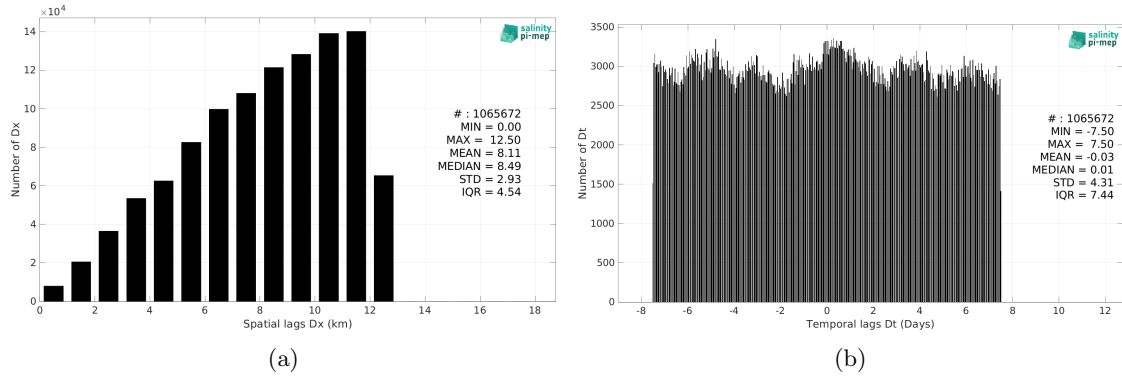 ×10⁴
14
12
10
8
6
4
2
0
Number of Dx
0 2 4 6 8 10 12 14 16 18
Spatial lags Dx (km)
salinity
pi-mep
# : 1065672
MIN = 0.00
MAX = 12.50
MEAN = 8.11
MEDIAN = 8.49
STD = 2.93
IQR = 4.54
(a)
3500
3000
2500
2000
1500
1000
500
0
Number of Dt
-8 -6 -4 -2 0 2 4 6 8 10 12
Temporal lags Dt (Days)
salinity
pi-mep
# : 1065672
MIN = -7.50
MAX = 7.50
MEAN = -0.03
MEDIAN = 0.01
STD = 4.31
IQR = 7.44
(b)